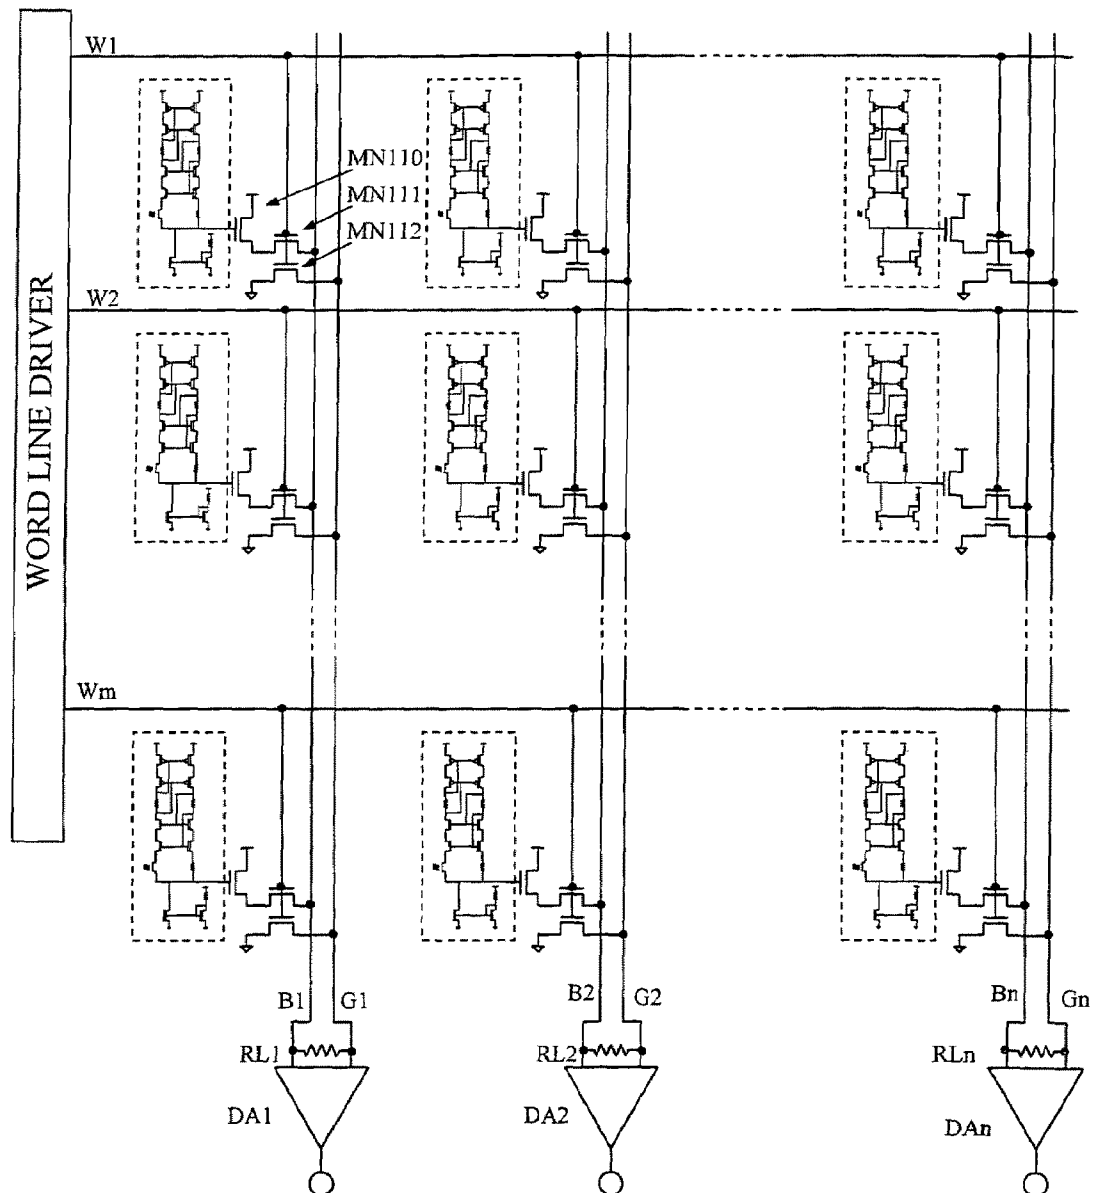 W1
MN110
MN111
MN112
W2
WORD LINE DRIVER
Wm
B1
G1
B2
G2
Bn
Gn
RL1
RL2
RLn
DA1
DA2
DAn